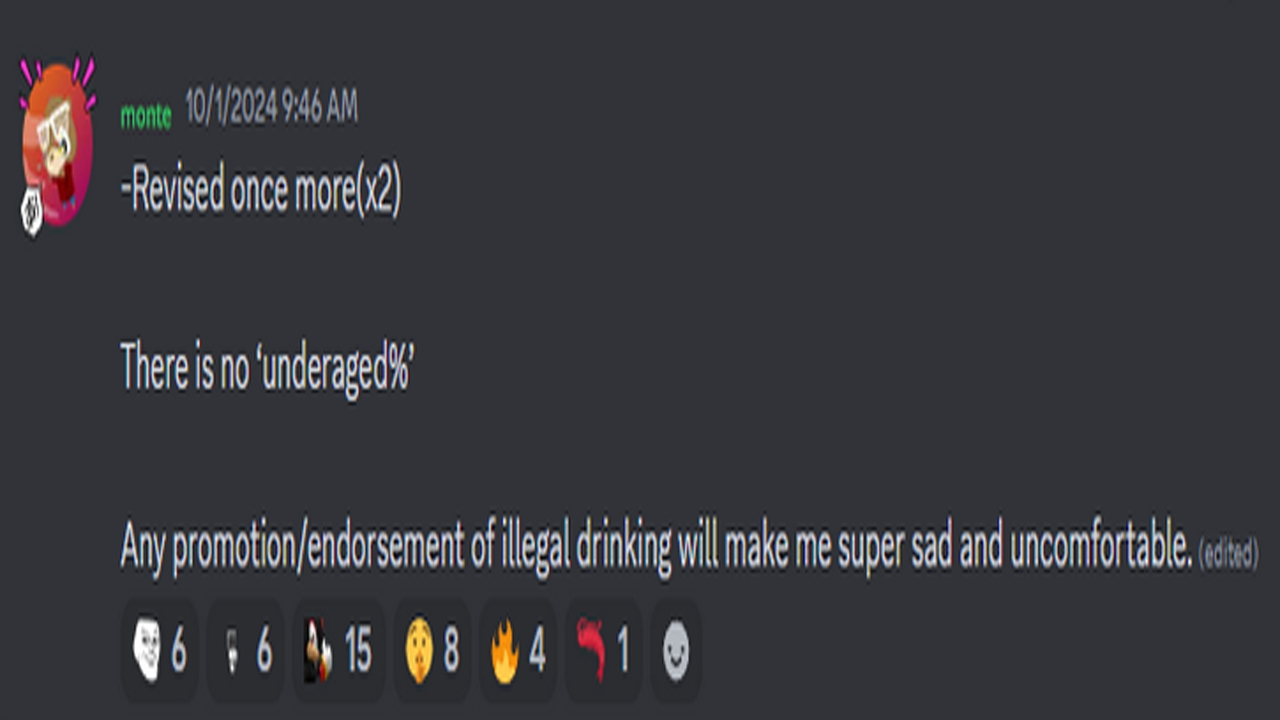 monte 10/1/2024 9:46 AM
-Revised once more(x2)
There is no ‘underaged%’
Any promotion/endorsement of illegal drinking will make me super sad and uncomfortable. (edited)
6 6 15 8 4 1